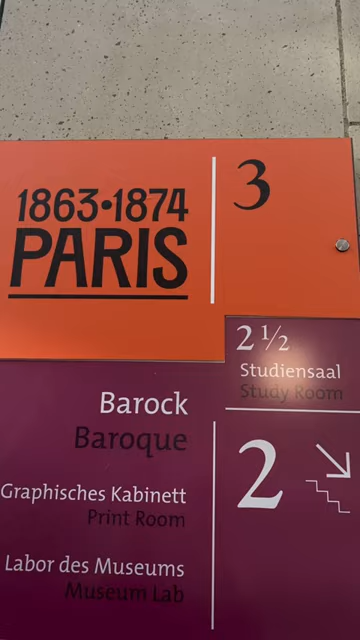 1863•1874
PARIS
3
2 ½
Studiensaal
Study Room
Barock
Baroque
Graphisches Kabinett
Print Room
Labor des Museums
Museum Lab
2